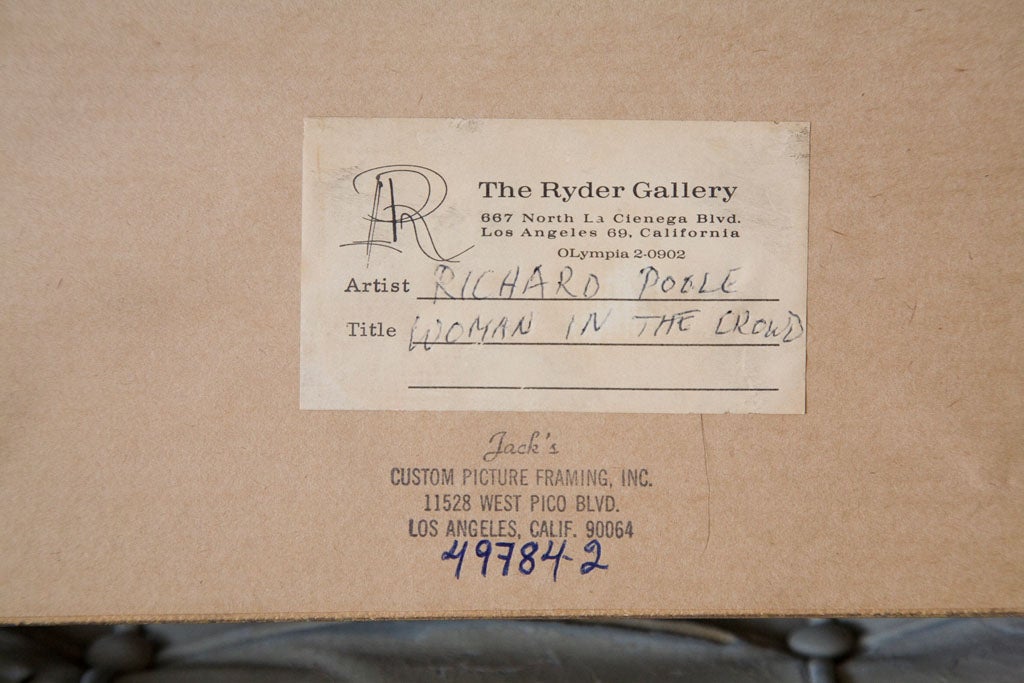 R
The Ryder Gallery
667 North La Cienega Blvd.
Los Angeles 69, California
OLympia 2-0902
Artist RICHARD POOLE
Title WOMAN IN THE CROWD
Jack's
CUSTOM PICTURE FRAMING, INC.
11528 WEST PICO BLVD.
LOS ANGELES, CALIF. 90064
49784-2